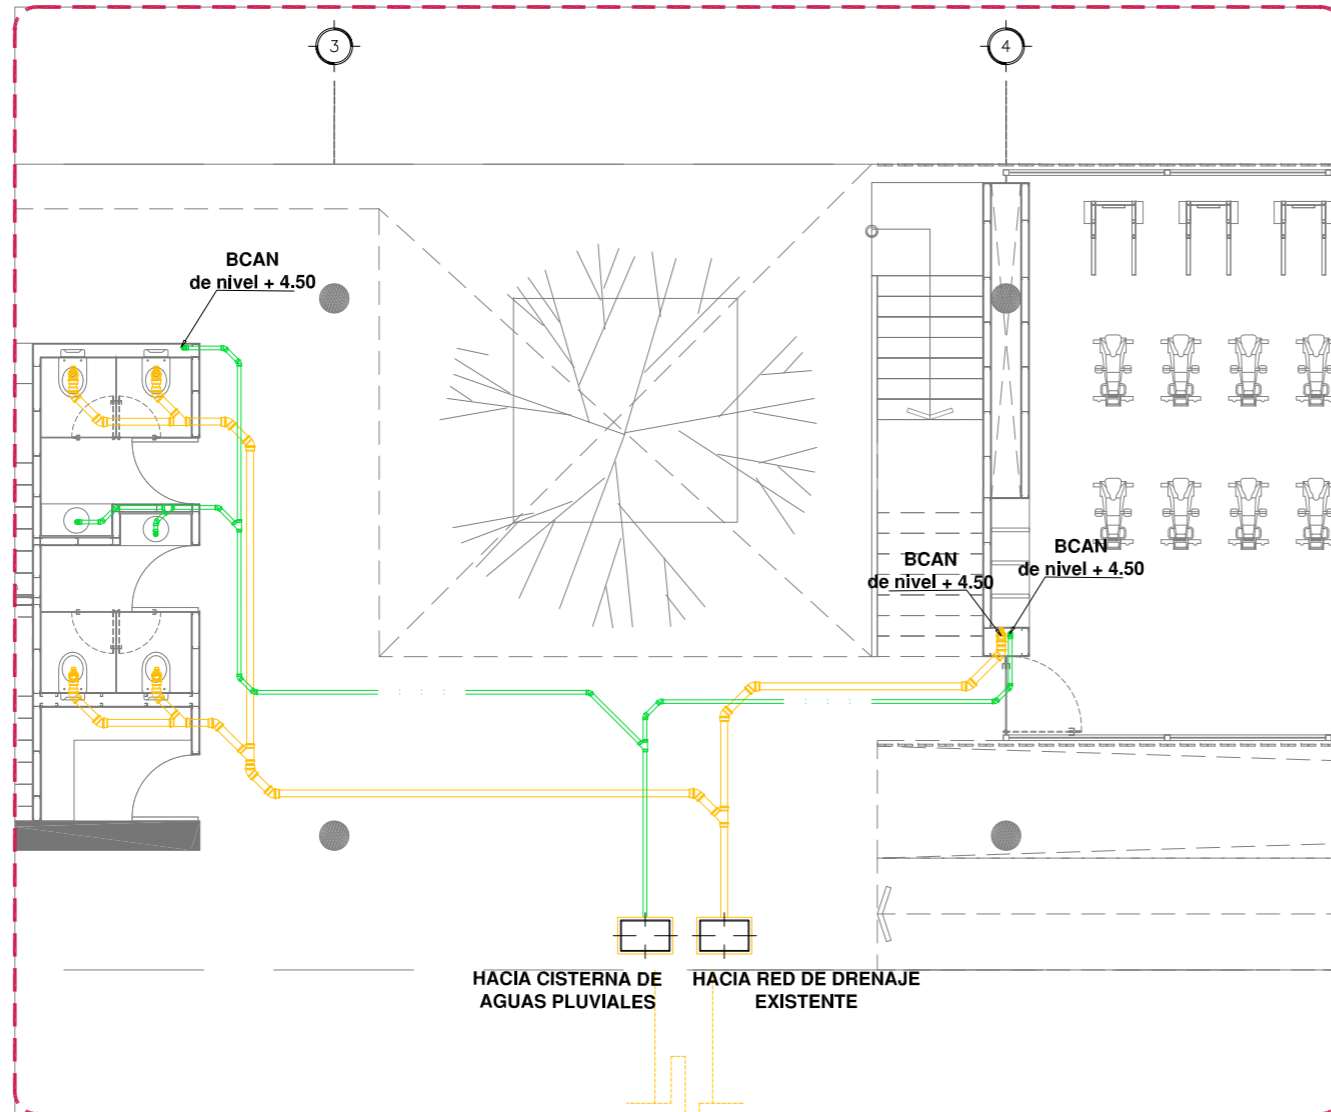 3
4
BCAN
de nivel + 4.50
BCAN
de nivel + 4.50
BCAN
de nivel + 4.50
HACIA CISTERNA DE
AGUAS PLUVIALES
HACIA RED DE DRENAJE
EXISTENTE